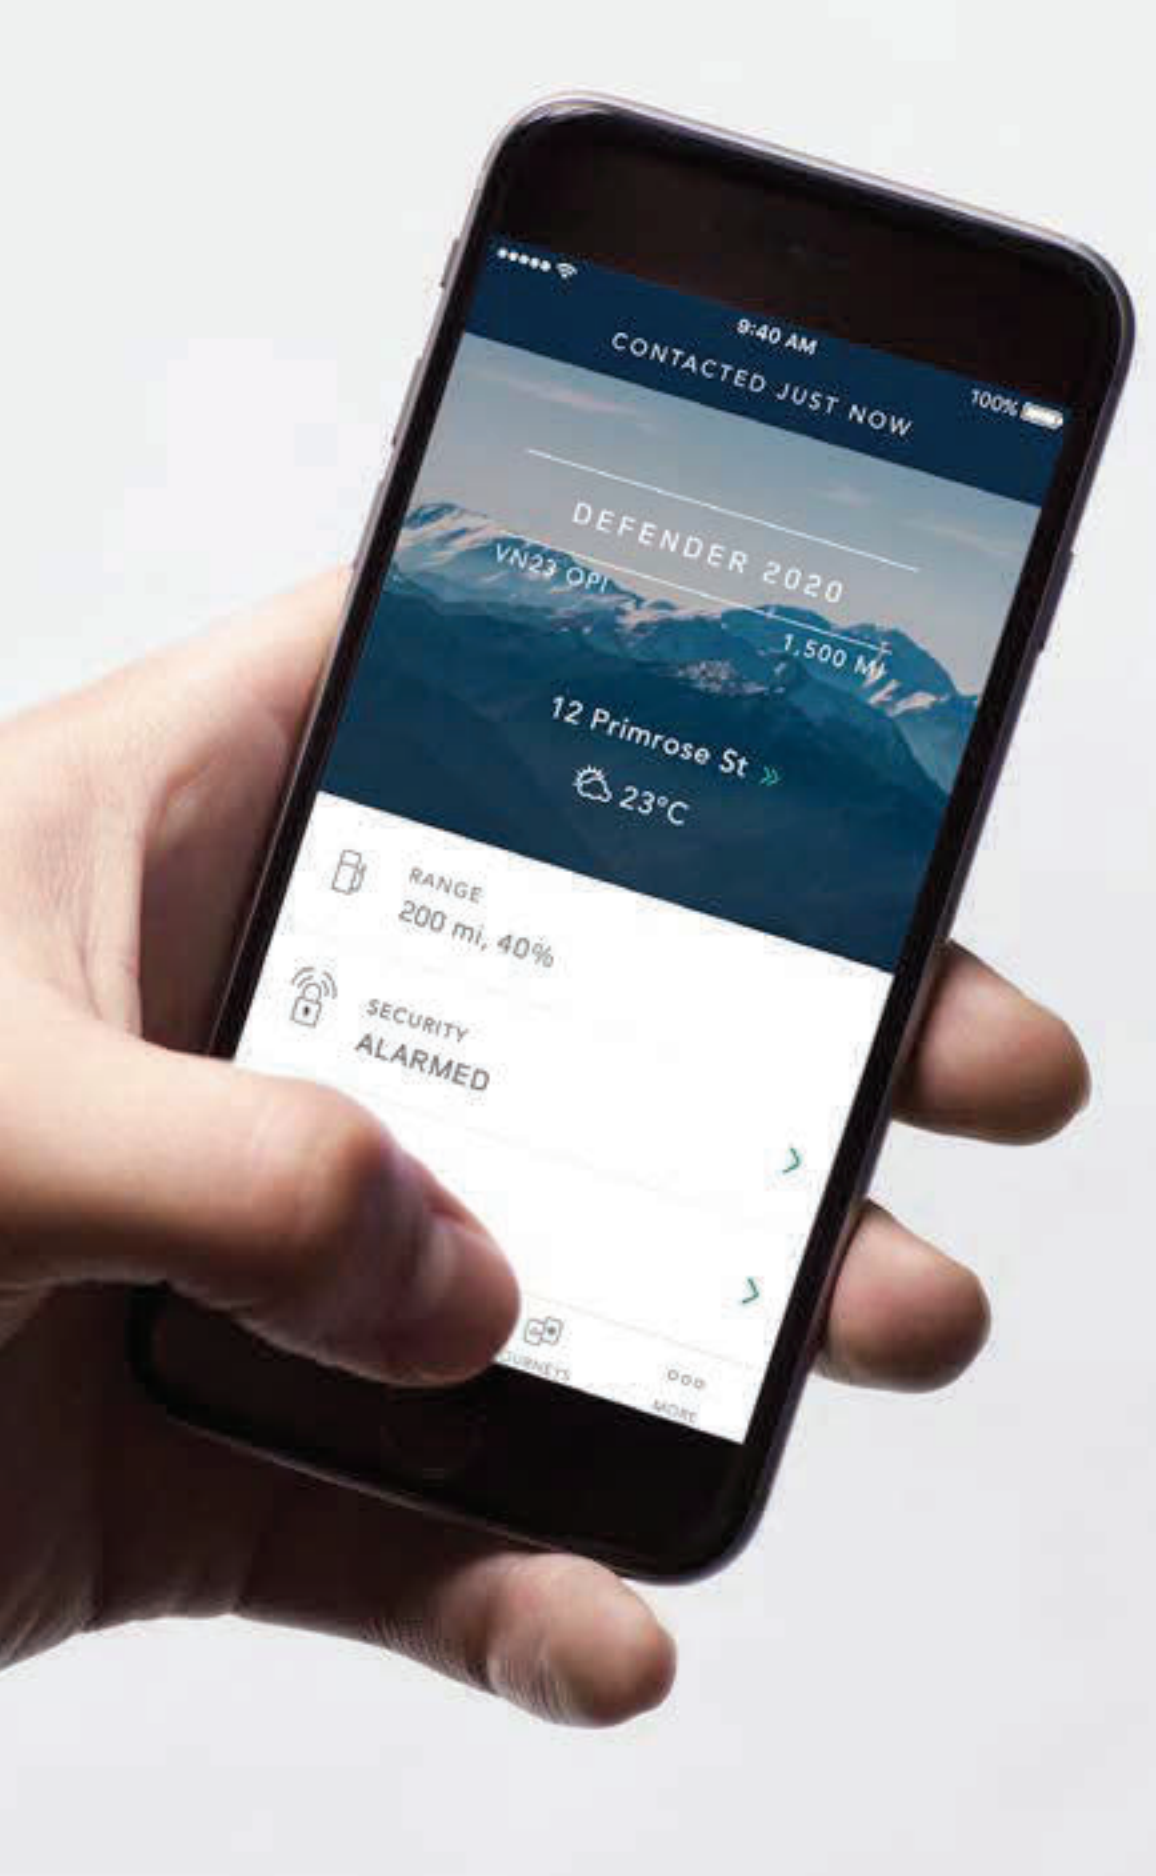 9:40 AM
100%
CONTACTED JUST NOW
DEFENDER 2020
VN23 OPI
1,500 MI
12 Primrose St »
23°C
RANGE
200 mi, 40%
SECURITY
ALARMED
OURNEYS
MORE